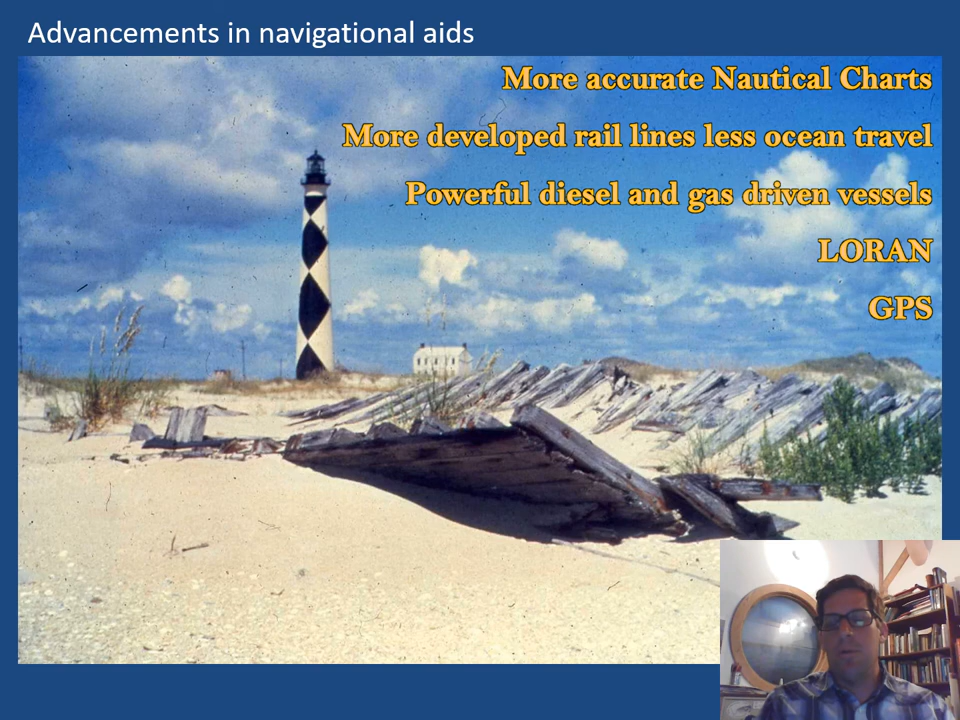 Advancements in navigational aids
More accurate Nautical Charts
More developed rail lines less ocean travel
Powerful diesel and gas driven vessels
LORAN
GPS